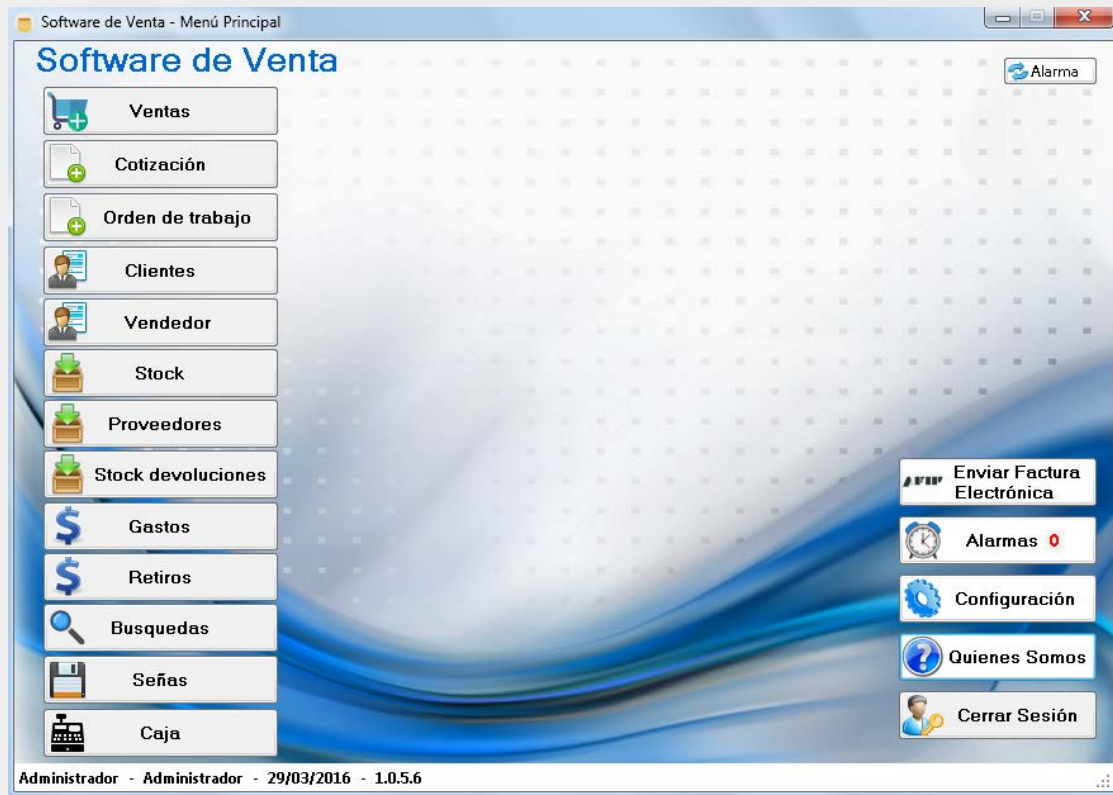 Software de Venta - Menú Principal
Software de Venta
Alarma
Ventas
Cotización
Orden de trabajo
Clientes
Vendedor
Stock
Proveedores
Stock devoluciones
Gastos
Retiros
Busquedas
Señas
Caja
AFIP
Enviar Factura
Electrónica
Alarmas 0
Configuración
Quienes Somos
Cerrar Sesión
Administrador - Administrador - 29/03/2016 - 1.0.5.6